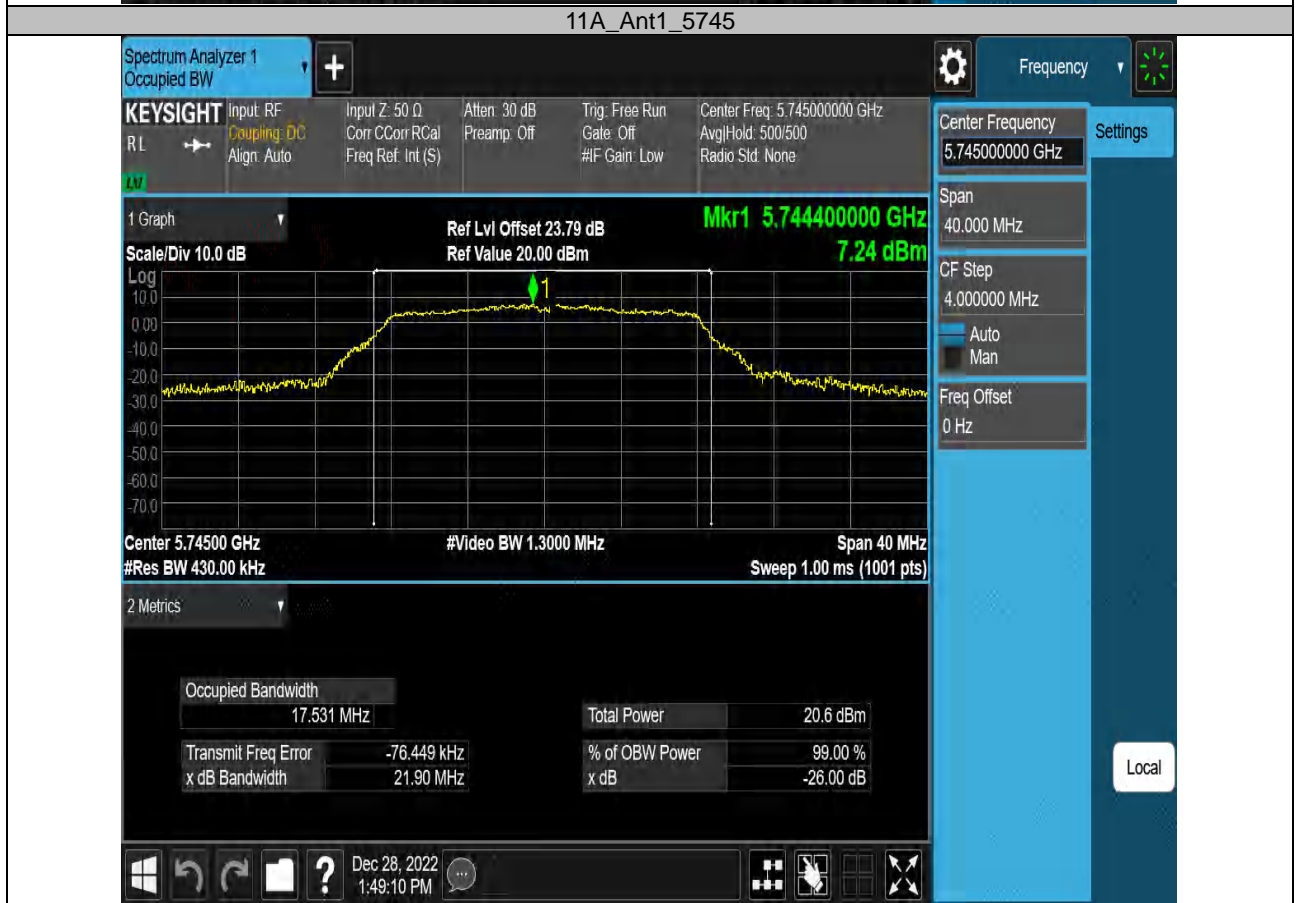 11A_Ant1_5745
Spectrum Analyzer 1
Occupied BW
Frequency
KEYSIGHT
Input: RF
Coupling: DC
Align: Auto
Input Z: 50 Ω
Corr CCorr RCal
Freq Ref: Int (S)
Atten: 30 dB
Preamp: Off
Trig: Free Run
Gate: Off
#IF Gain: Low
Center Freq: 5.745000000 GHz
Avg|Hold: 500/500
Radio Std: None
RL
Center Frequency
5.745000000 GHz
Settings
Span
40.000 MHz
CF Step
4.000000 MHz
Auto
Man
Freq Offset
0 Hz
1 Graph
Scale/Div 10.0 dB
Ref Lvl Offset 23.79 dB
Ref Value 20.00 dBm
Mkr1 5.744400000 GHz
7.24 dBm
Log
10.0
0.00
-10.0
-20.0
-30.0
-40.0
-50.0
-60.0
-70.0
1
Center 5.74500 GHz
#Video BW 1.3000 MHz
Span 40 MHz
#Res BW 430.00 kHz
Sweep 1.00 ms (1001 pts)
2 Metrics
Occupied Bandwidth
17.531 MHz
Total Power 20.6 dBm
Transmit Freq Error -76.449 kHz
% of OBW Power 99.00 %
x dB Bandwidth 21.90 MHz
x dB -26.00 dB
Local
Dec 28, 2022
1:49:10 PM